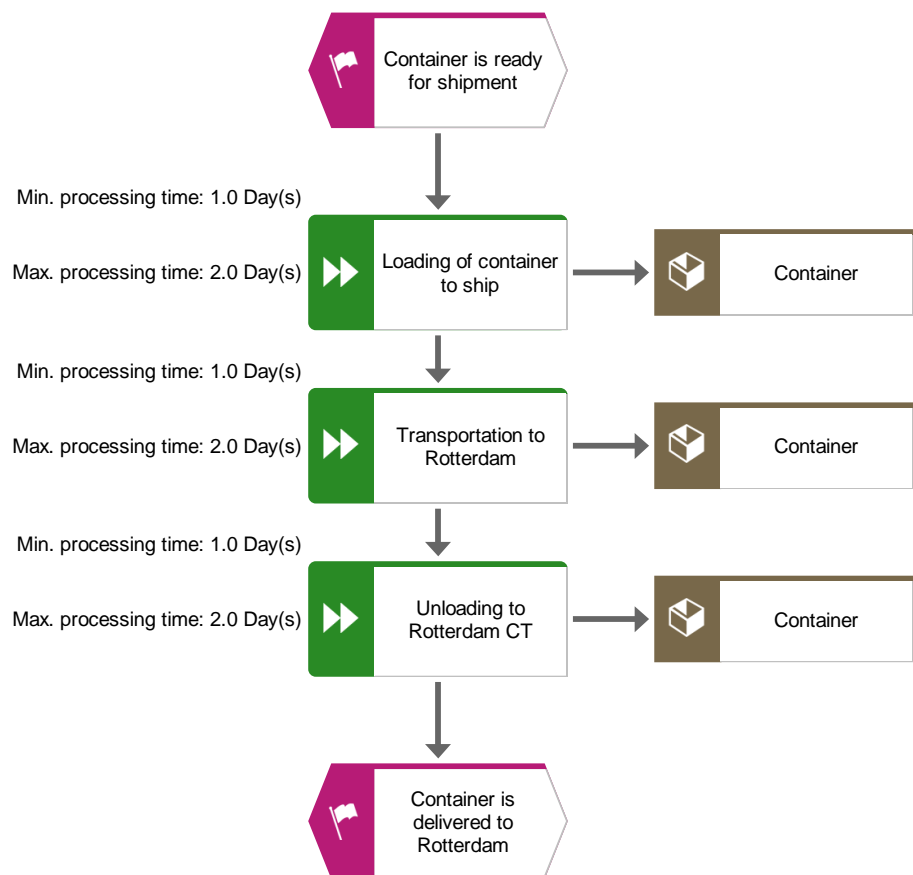 Container is ready
for shipment
Min. processing time: 1.0 Day(s)
Max. processing time: 2.0 Day(s)
Loading of container
to ship
Container
Min. processing time: 1.0 Day(s)
Max. processing time: 2.0 Day(s)
Transportation to
Rotterdam
Container
Min. processing time: 1.0 Day(s)
Max. processing time: 2.0 Day(s)
Unloading to
Rotterdam CT
Container
Container is
delivered to
Rotterdam